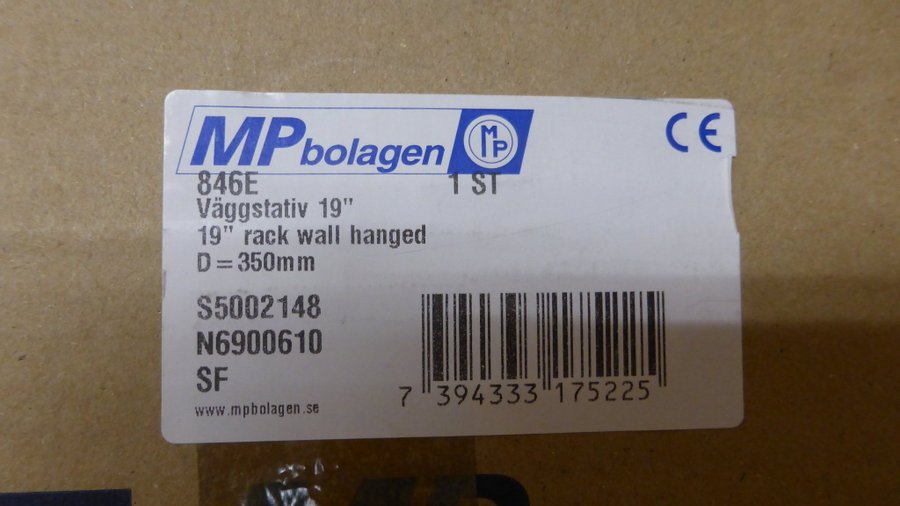 MPbolagen MP CE
846E 1 ST
Väggstativ 19"
19" rack wall hanged
D=350mm
S5002148
N6900610
SF
7 394333 175225
www.mpbolagen.se